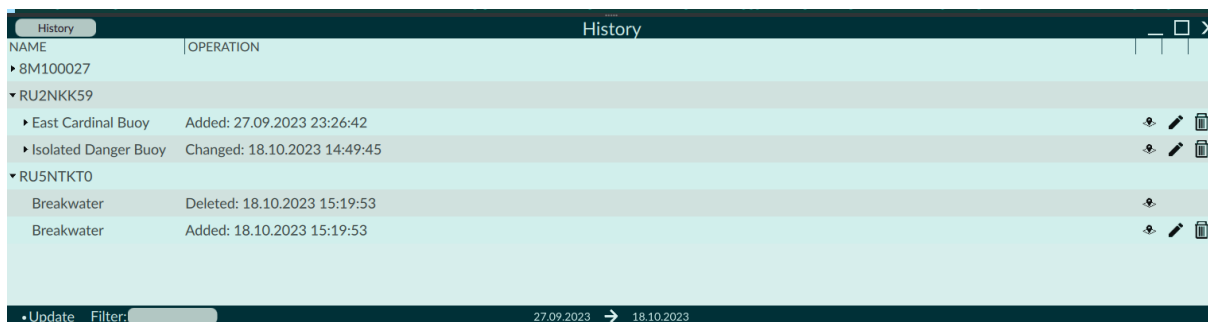 History History
NAME OPERATION
8M100027
RU2NKK59
East Cardinal Buoy Added: 27.09.2023 23:26:42
Isolated Danger Buoy Changed: 18.10.2023 14:49:45
RU5NTKT0
Breakwater Deleted: 18.10.2023 15:19:53
Breakwater Added: 18.10.2023 15:19:53
•Update Filter: 27.09.2023 → 18.10.2023